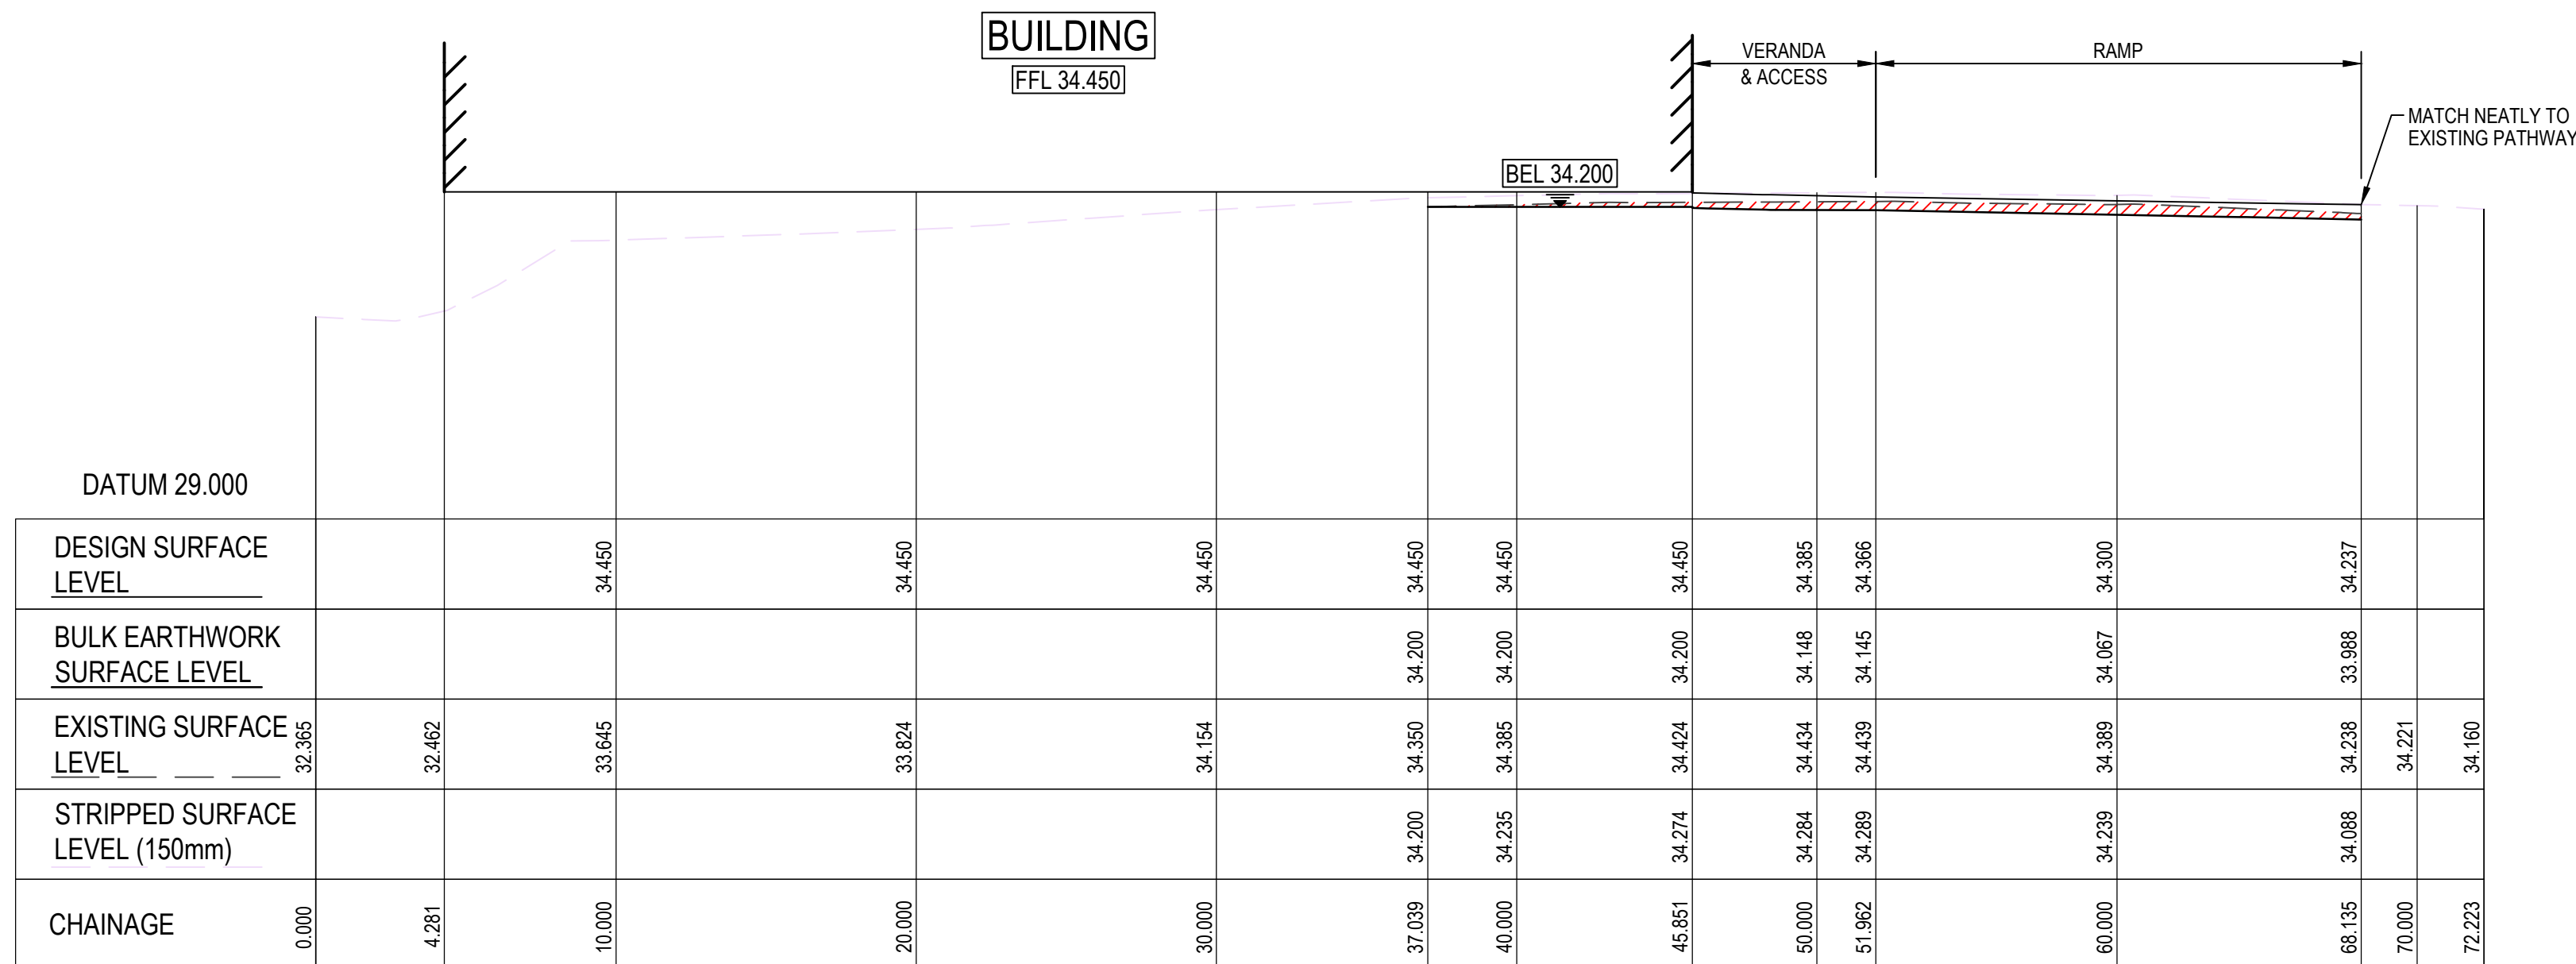 BUILDING
FFL 34.450
VERANDA
& ACCESS
RAMP
MATCH NEATLY TO
EXISTING PATHWAY
BEL 34.200
DATUM 29.000
DESIGN SURFACE
LEVEL
34.450 34.450 34.450 34.450 34.450 34.450 34.385 34.366 34.300 34.237
BULK EARTHWORK
SURFACE LEVEL
34.200 34.200 34.200 34.148 34.145 34.067 33.988
EXISTING SURFACE
LEVEL
32.365 32.462 33.645 33.824 34.154 34.350 34.385 34.424 34.434 34.439 34.389 34.238 34.221 34.160
STRIPPED SURFACE
LEVEL (150mm)
34.200 34.235 34.274 34.284 34.289 34.239 34.088
CHAINAGE
0.000 4.281 10.000 20.000 30.000 37.039 40.000 45.851 50.000 51.962 60.000 68.135 70.000 72.223